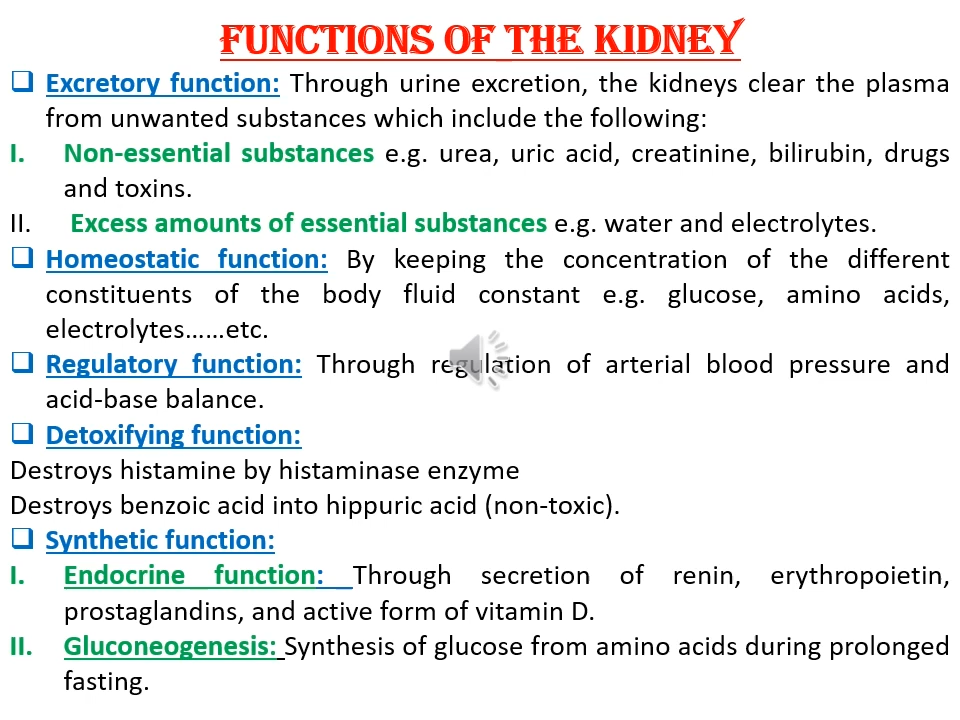 FUNCTIONS OF THE KIDNEY
Excretory function: Through urine excretion, the kidneys clear the plasma
from unwanted substances which include the following:
I. Non-essential substances e.g. urea, uric acid, creatinine, bilirubin, drugs
and toxins.
II. Excess amounts of essential substances e.g. water and electrolytes.
Homeostatic function: By keeping the concentration of the different
constituents of the body fluid constant e.g. glucose, amino acids,
electrolytes……etc.
Regulatory function: Through regulation of arterial blood pressure and
acid-base balance.
Detoxifying function:
Destroys histamine by histaminase enzyme
Destroys benzoic acid into hippuric acid (non-toxic).
Synthetic function:
I. Endocrine function: Through secretion of renin, erythropoietin,
prostaglandins, and active form of vitamin D.
II. Gluconeogenesis: Synthesis of glucose from amino acids during prolonged
fasting.